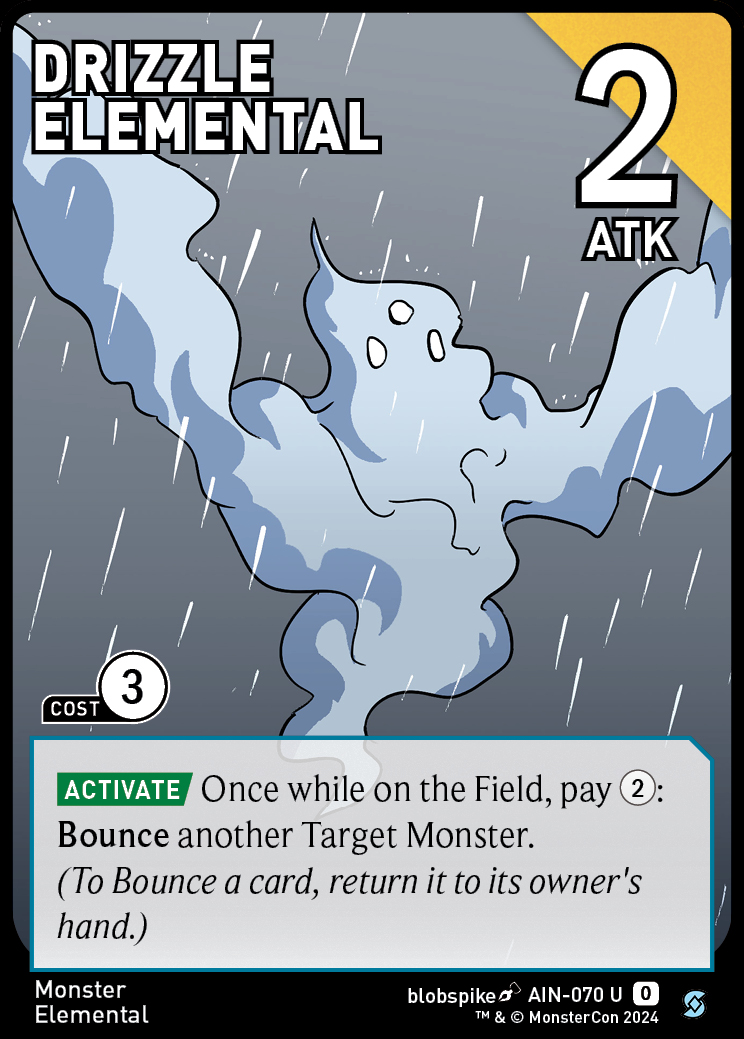 DRIZZLE
ELEMENTAL
2
ATK
COST 3
ACTIVATE Once while on the Field, pay 2:
Bounce another Target Monster.
(To Bounce a card, return it to its owner's
hand.)
Monster
Elemental
blobspike AIN-070 U 0
™ & © MonsterCon 2024